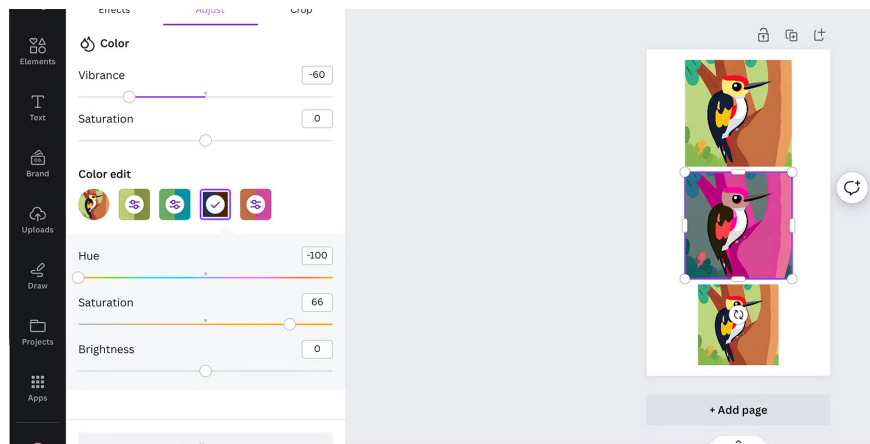 Effects Adjust Crop
Color
Vibrance -60
Saturation 0
Color edit
Hue -100
Saturation 66
Brightness 0
Elements
Text
Brand
Uploads
Draw
Projects
Apps
+ Add page